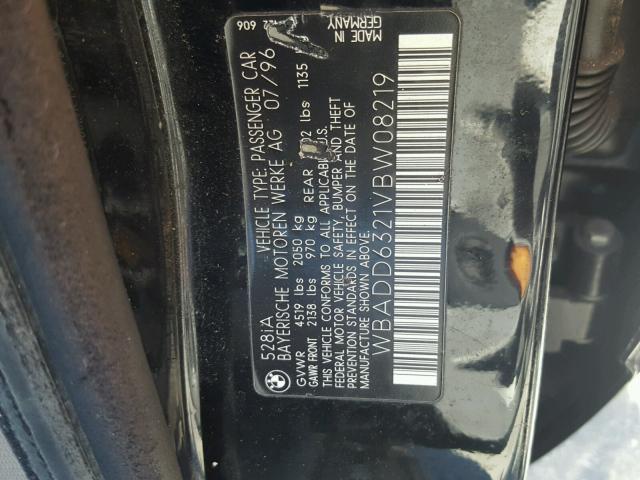 528iA VEHICLE TYPE: PASSENGER CAR
BAYERISCHE MOTOREN WERKE AG 07/96
GVWR 4519 lbs 2050 kg
GAWR FRONT 2138 lbs 970 kg REAR lbs 1135
THIS VEHICLE CONFORMS TO ALL APPLICABLE U.S.
FEDERAL MOTOR VEHICLE SAFETY, BUMPER AND THEFT
PREVENTION STANDARDS IN EFFECT ON THE DATE OF
MANUFACTURE SHOWN ABOVE.
WBADD6321VBW08219
MADE IN
GERMANY
606
BMW